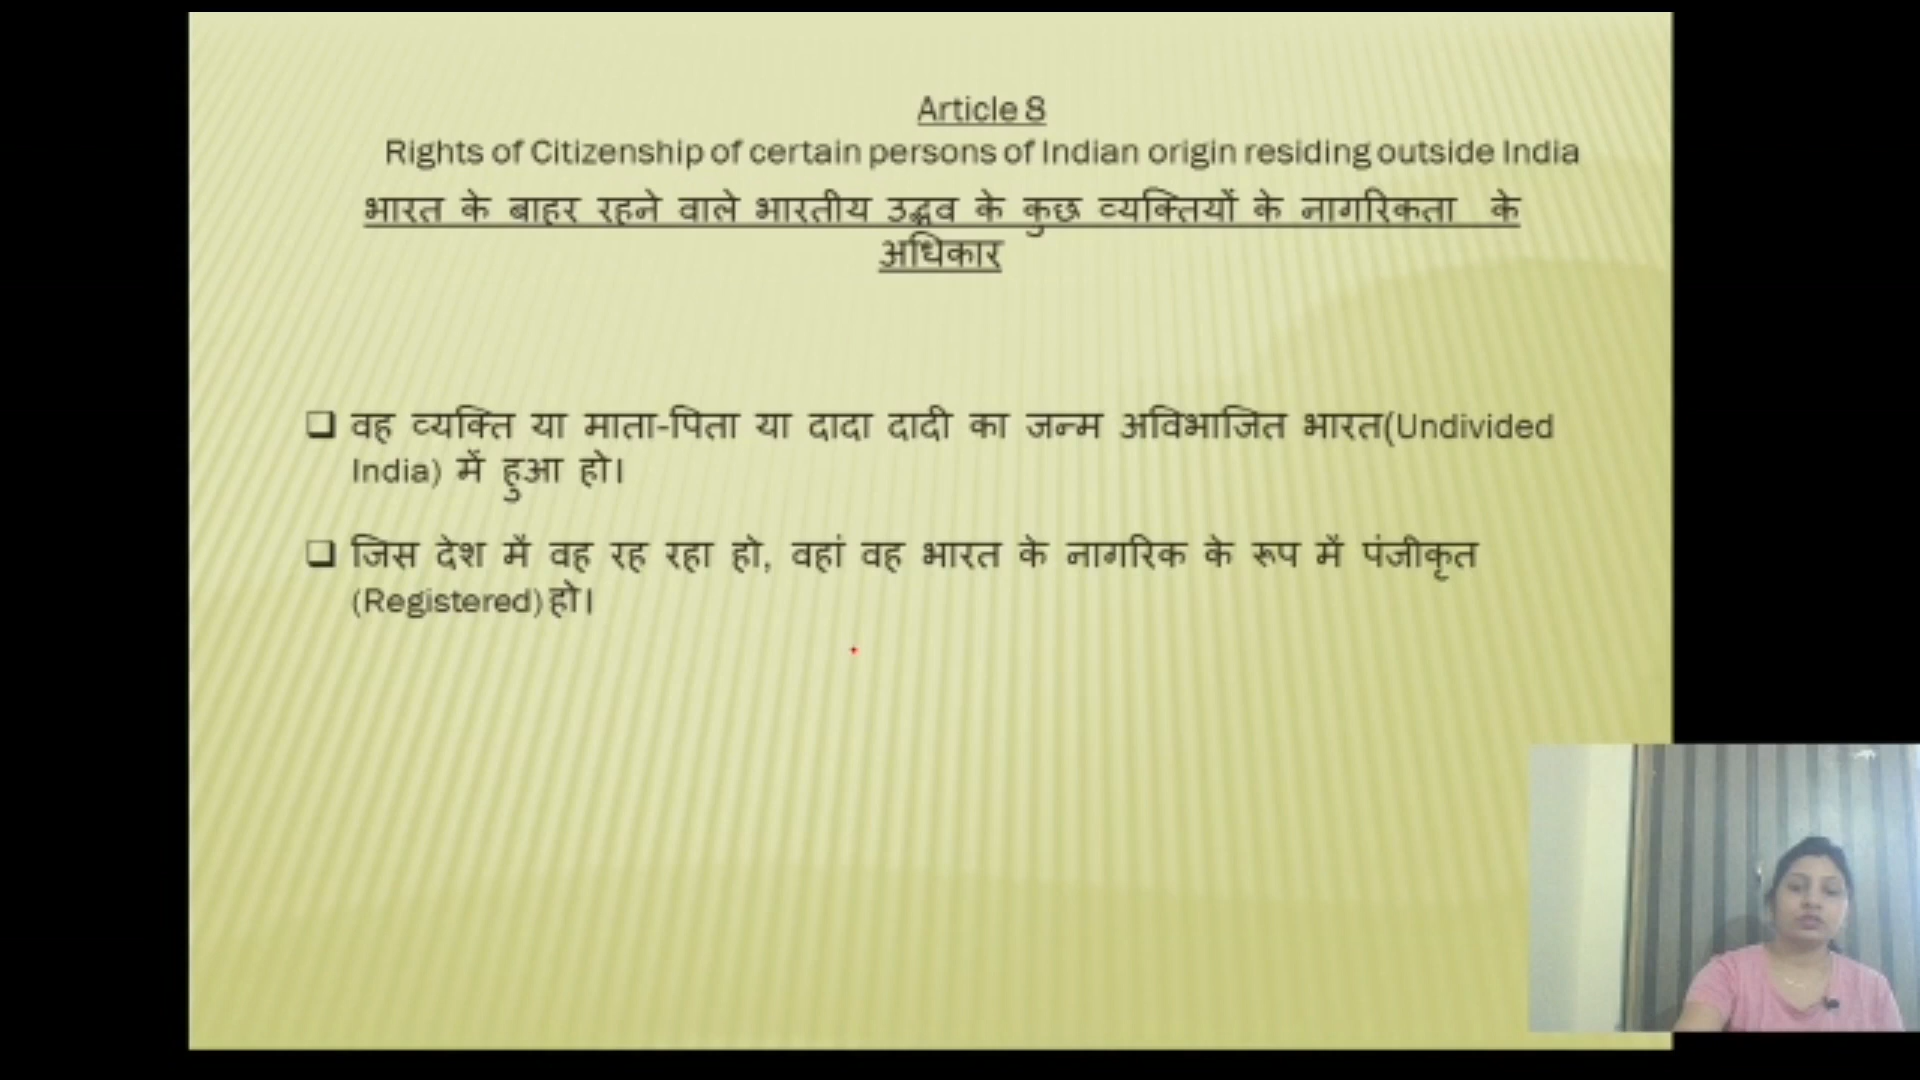 Article 8
Rights of Citizenship of certain persons of Indian origin residing outside India
भारत के बाहर रहने वाले भारतीय उद्भव के कुछ व्यक्तियों के नागरिकता के
अधिकार
वह व्यक्ति या माता-पिता या दादा दादी का जन्म अविभाजित भारत(Undivided
India) में हुआ हो।
जिस देश में वह रह रहा हो, वहां वह भारत के नागरिक के रूप में पंजीकृत
(Registered) हो।